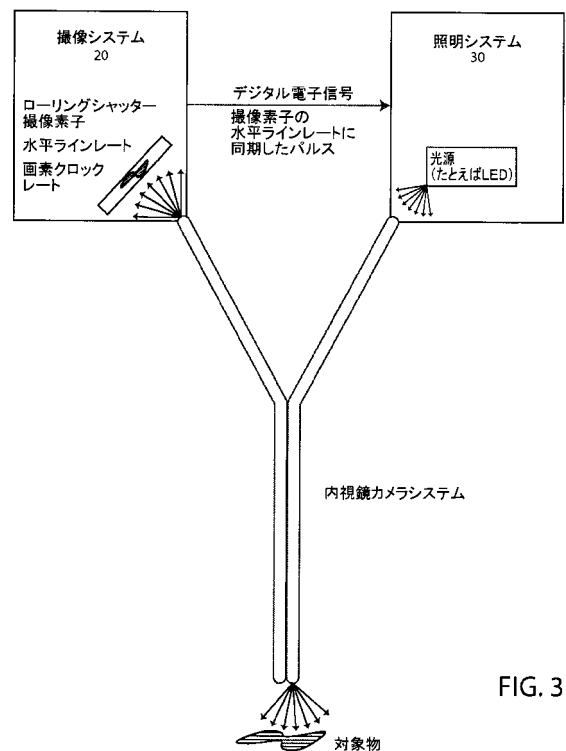 撮像システム
20
ローリングシャッター
撮像素子
水平ラインレート
画素クロック
レート
デジタル電子信号
撮像素子の
水平ラインレートに
同期したパルス
照明システム
30
光源
(たとえばLED)
内視鏡カメラシステム
FIG. 3
対象物